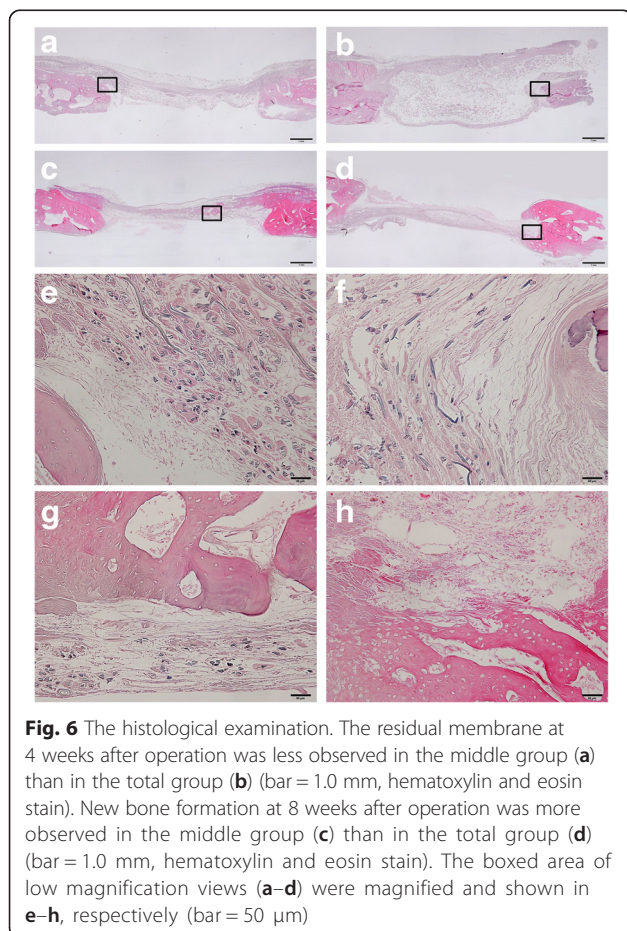 a
b
c
d
e
f
g
h
Fig. 6 The histological examination. The residual membrane at
4 weeks after operation was less observed in the middle group (a)
than in the total group (b) (bar = 1.0 mm, hematoxylin and eosin
stain). New bone formation at 8 weeks after operation was more
observed in the middle group (c) than in the total group (d)
(bar = 1.0 mm, hematoxylin and eosin stain). The boxed area of
low magnification views (a–d) were magnified and shown in
e–h, respectively (bar = 50 μm)